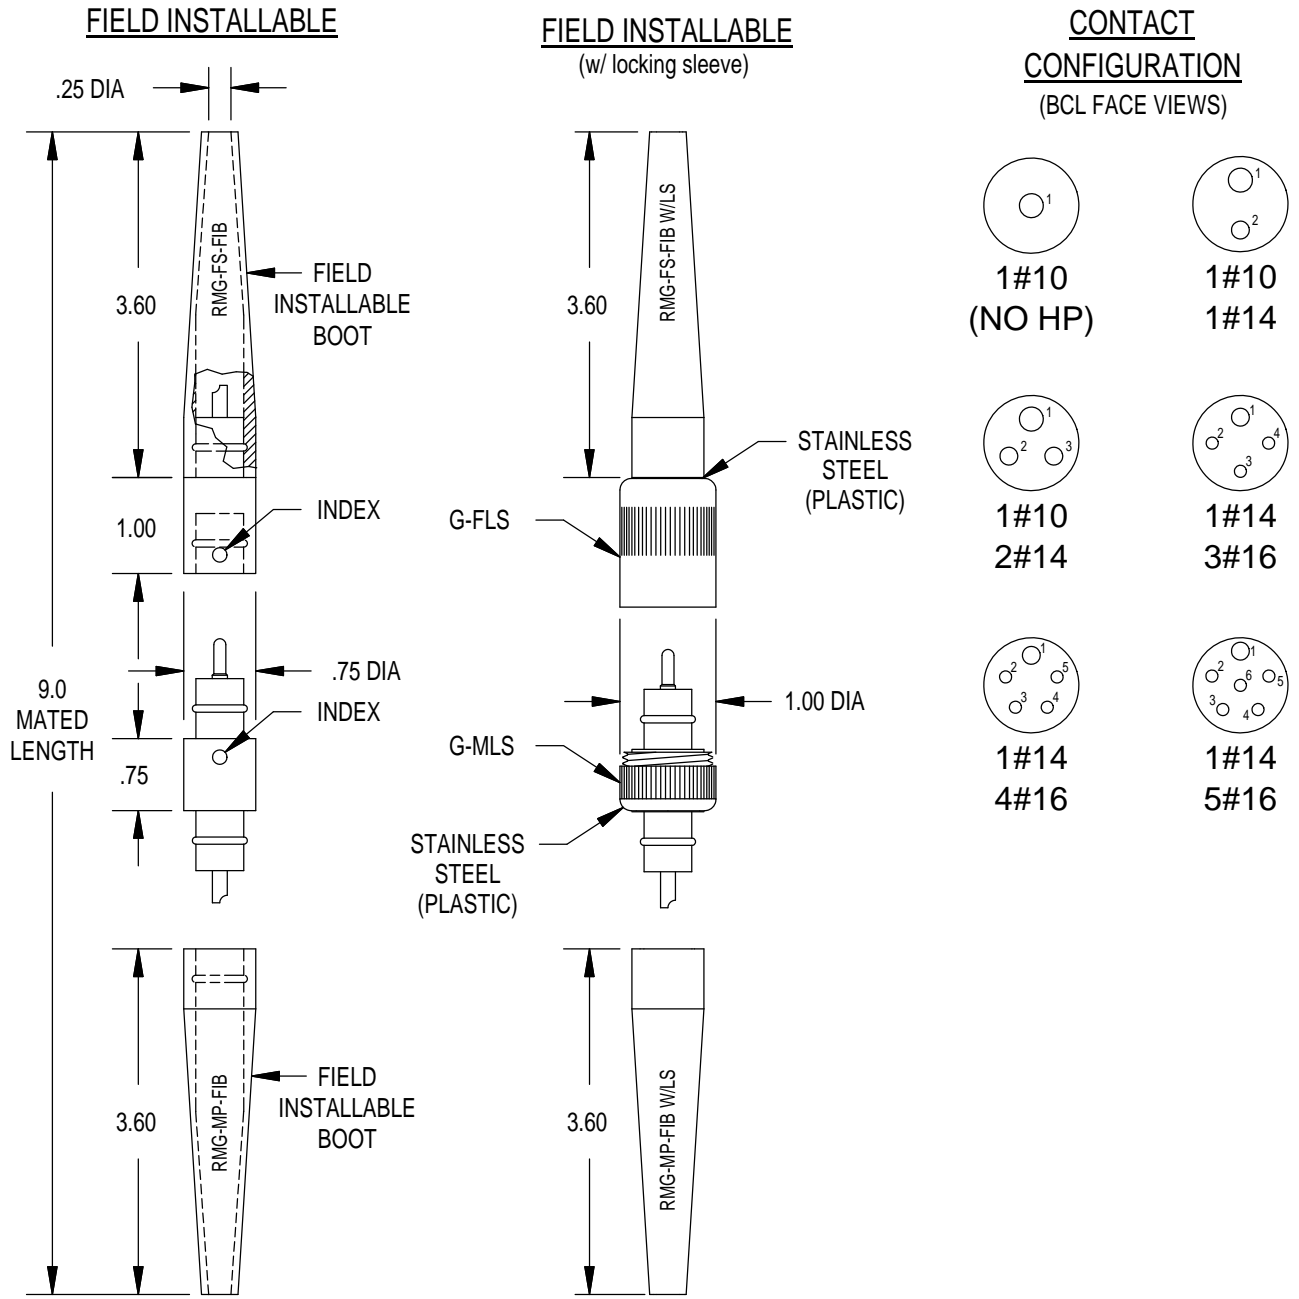 FIELD INSTALLABLE
.25 DIA
3.60
RMG-FS-FIB
FIELD
INSTALLABLE
BOOT
1.00
INDEX
9.0
MATED
LENGTH
.75 DIA
INDEX
.75
3.60
RMG-MP-FIB
FIELD
INSTALLABLE
BOOT
FIELD INSTALLABLE
(w/ locking sleeve)
3.60
RMG-FS-FIB W/LS
STAINLESS
STEEL
(PLASTIC)
G-FLS
1.00 DIA
G-MLS
STAINLESS
STEEL
(PLASTIC)
3.60
RMG-MP-FIB W/LS
CONTACT
CONFIGURATION
(BCL FACE VIEWS)
1
1#10
(NO HP)
1
2
1#10
1#14
1
2 3
1#10
2#14
1
2 4
3
1#14
3#16
1
2 5
3 4
1#14
4#16
1
2 6 5
3 4
1#14
5#16